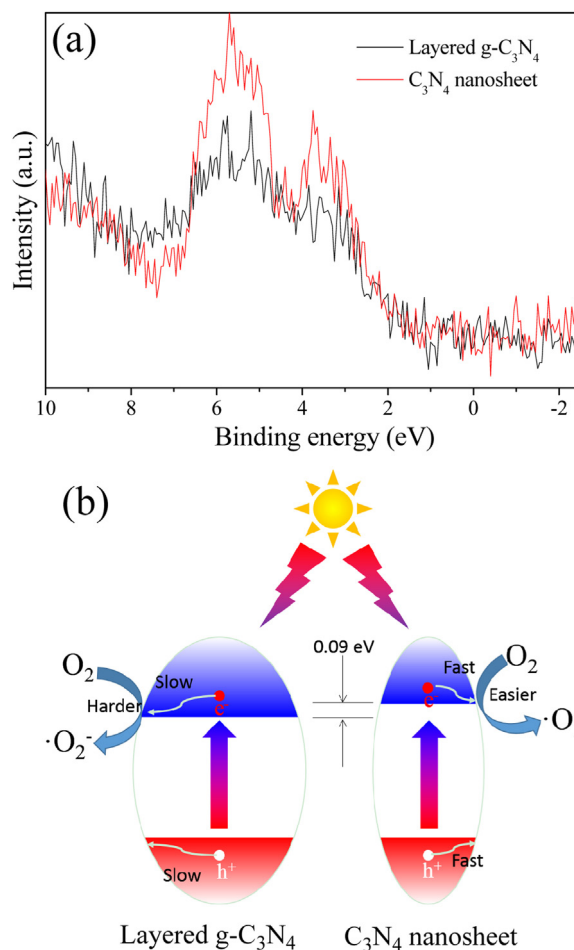 (a)
Layered g-C₃N₄
C₃N₄ nanosheet
Intensity (a.u.)
10 8 6 4 2 0 -2
Binding energy (eV)
(b)
0.09 eV
O₂
Slow
e⁻
Harder
·O₂⁻
Fast
O₂
e⁻
Easier
·O
Slow
h⁺
h⁺
Fast
Layered g-C₃N₄
C₃N₄ nanosheet